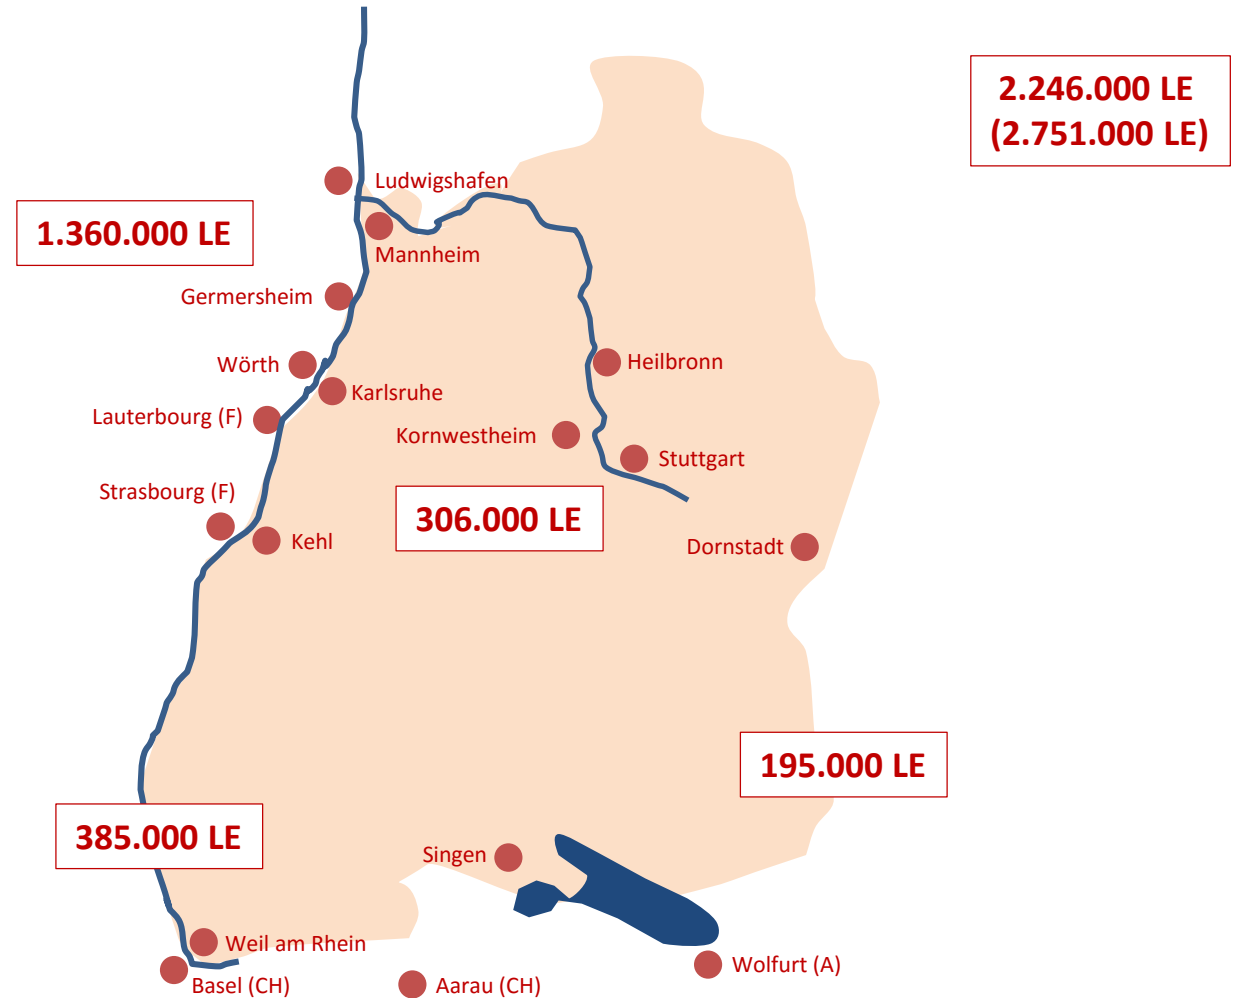 2.246.000 LE
(2.751.000 LE)
Ludwigshafen
1.360.000 LE
Mannheim
Germersheim
Wörth
Heilbronn
Karlsruhe
Lauterbourg (F)
Kornwestheim
Stuttgart
Strasbourg (F)
306.000 LE
Kehl
Dornstadt
195.000 LE
385.000 LE
Singen
Weil am Rhein
Wolfurt (A)
Basel (CH)
Aarau (CH)